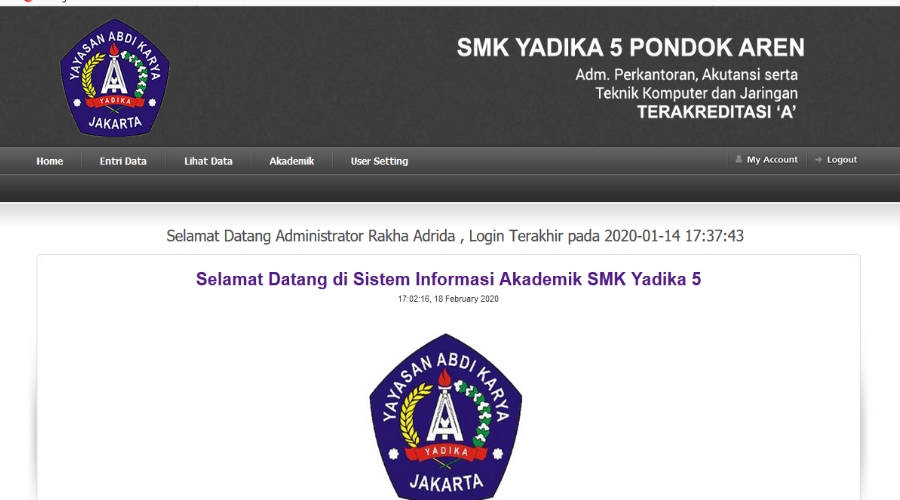 YAYASAN ABDI KARYA
YADIKA
JAKARTA
SMK YADIKA 5 PONDOK AREN
Adm. Perkantoran, Akutansi serta
Teknik Komputer dan Jaringan
TERAKREDITASI ‘A’
Home Entri Data Lihat Data Akademik User Setting My Account Logout
Selamat Datang Administrator Rakha Adrida , Login Terakhir pada 2020-01-14 17:37:43
Selamat Datang di Sistem Informasi Akademik SMK Yadika 5
17:02:16, 18 February 2020
YAYASAN ABDI KARYA
YADIKA
JAKARTA